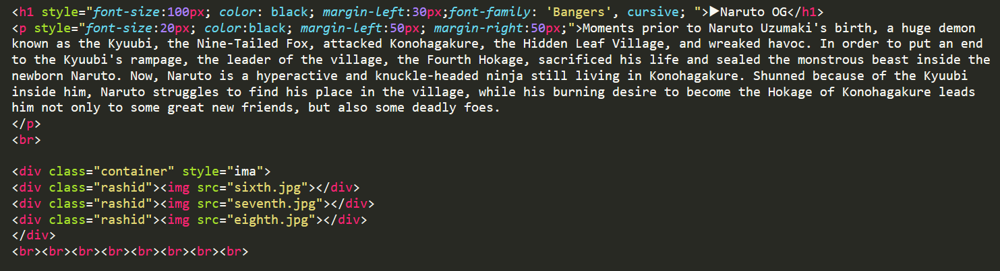 <h1 style="font-size:100px; color: black; margin-left:30px;font-family: 'Bangers', cursive; ">▶Naruto OG</h1>
<p style="font-size:20px; color:black; margin-left:50px; margin-right:50px;">Moments prior to Naruto Uzumaki's birth, a huge demon
known as the Kyuubi, the Nine-Tailed Fox, attacked Konohagakure, the Hidden Leaf Village, and wreaked havoc. In order to put an end
to the Kyuubi's rampage, the leader of the village, the Fourth Hokage, sacrificed his life and sealed the monstrous beast inside the
newborn Naruto. Now, Naruto is a hyperactive and knuckle-headed ninja still living in Konohagakure. Shunned because of the Kyuubi
inside him, Naruto struggles to find his place in the village, while his burning desire to become the Hokage of Konohagakure leads
him not only to some great new friends, but also some deadly foes.
</p>
<br>
<div class="container" style="ima">
<div class="rashid"><img src="sixth.jpg"></div>
<div class="rashid"><img src="seventh.jpg"></div>
<div class="rashid"><img src="eighth.jpg"></div>
</div>
<br><br><br><br><br><br><br><br>